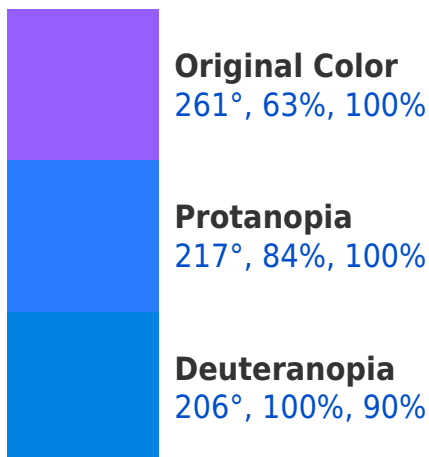 Original Color
261°, 63%, 100%
Protanopia
217°, 84%, 100%
Deuteranopia
206°, 100%, 90%